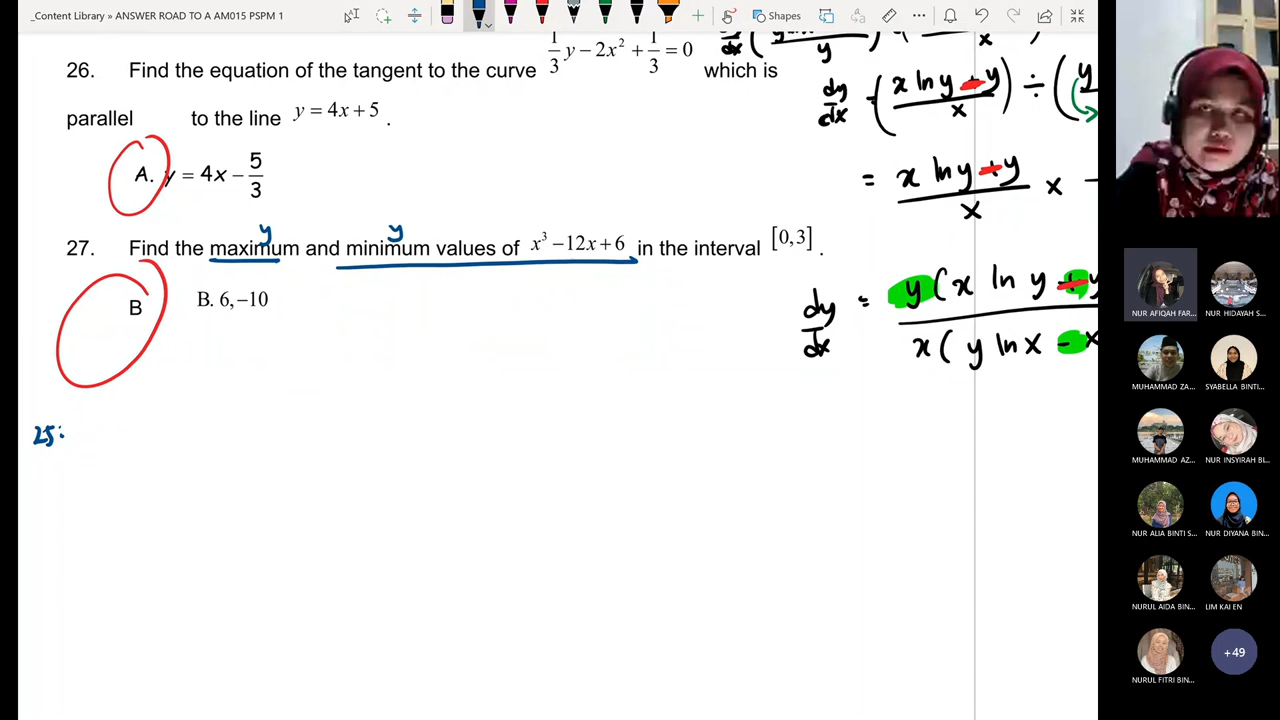 _Content Library » ANSWER ROAD TO A AM015 PSPM 1
Shapes
26. Find the equation of the tangent to the curve 1/3 y − 2x² + 1/3 = 0 which is
parallel to the line y = 4x + 5 .
A. y = 4x − 5/3
y y
27. Find the maximum and minimum values of x³ − 12x + 6 in the interval [0,3] .
B B. 6, −10
25:
dy/dx
y
x
dy/dx (x ln y + y / x) ÷ (y
= x ln y + y / x ×
dy/dx = y (x ln y + y
x ( y ln x − x
NUR AFIQAH FAR... NUR HIDAYAH S...
MUHAMMAD ZA... SYABELLA BINTI...
MUHAMMAD AZ... NUR INSYIRAH BI...
NUR ALIA BINTI S... NUR DIYANA BIN...
NURUL AIDA BIN... LIM KAI EN
+49
NURUL FITRI BIN...